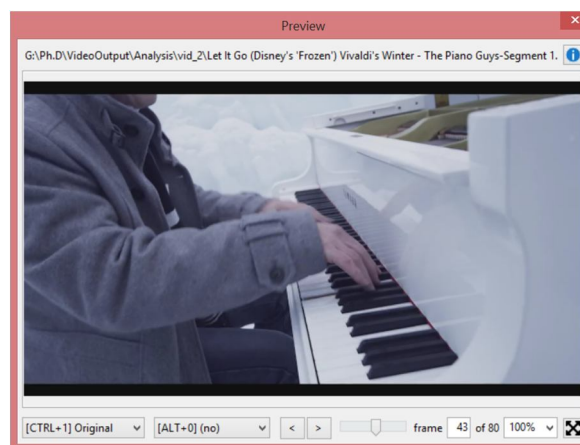 Preview
G:\Ph.D\VideoOutput\Analysis\vid_2\Let It Go (Disney's 'Frozen') Vivaldi's Winter - The Piano Guys-Segment 1.
[CTRL+1] Original [ALT+0] (no) < > frame 43 of 80 100%